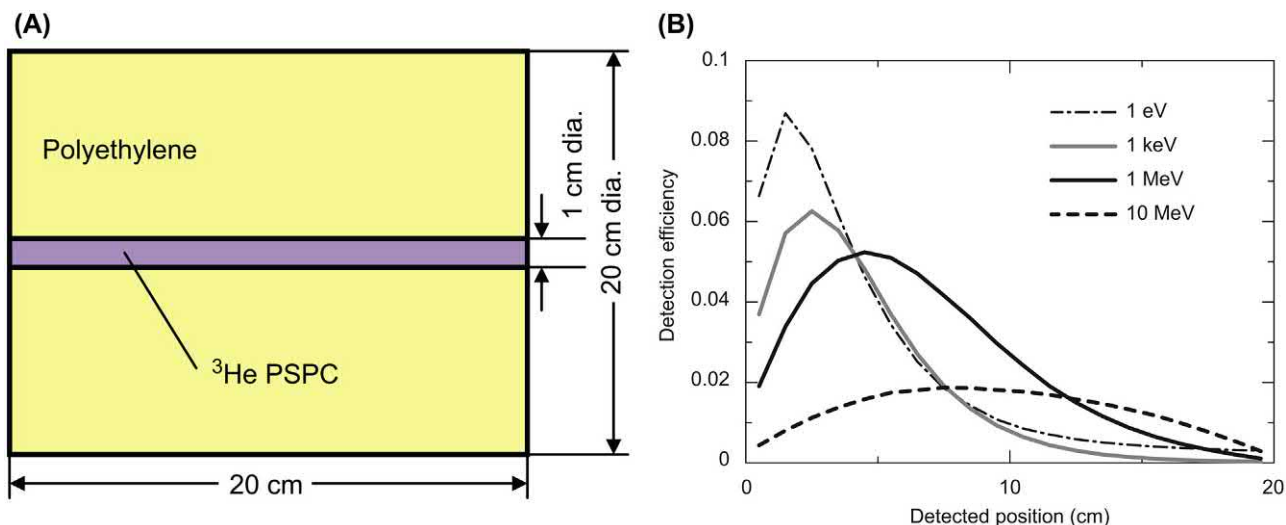 (A)
Polyethylene
³He PSPC
1 cm dia.
20 cm dia.
20 cm
(B)
0.1
0.08
0.06
0.04
0.02
0
Detection efficiency
1 eV
1 keV
1 MeV
10 MeV
0
10
20
Detected position (cm)